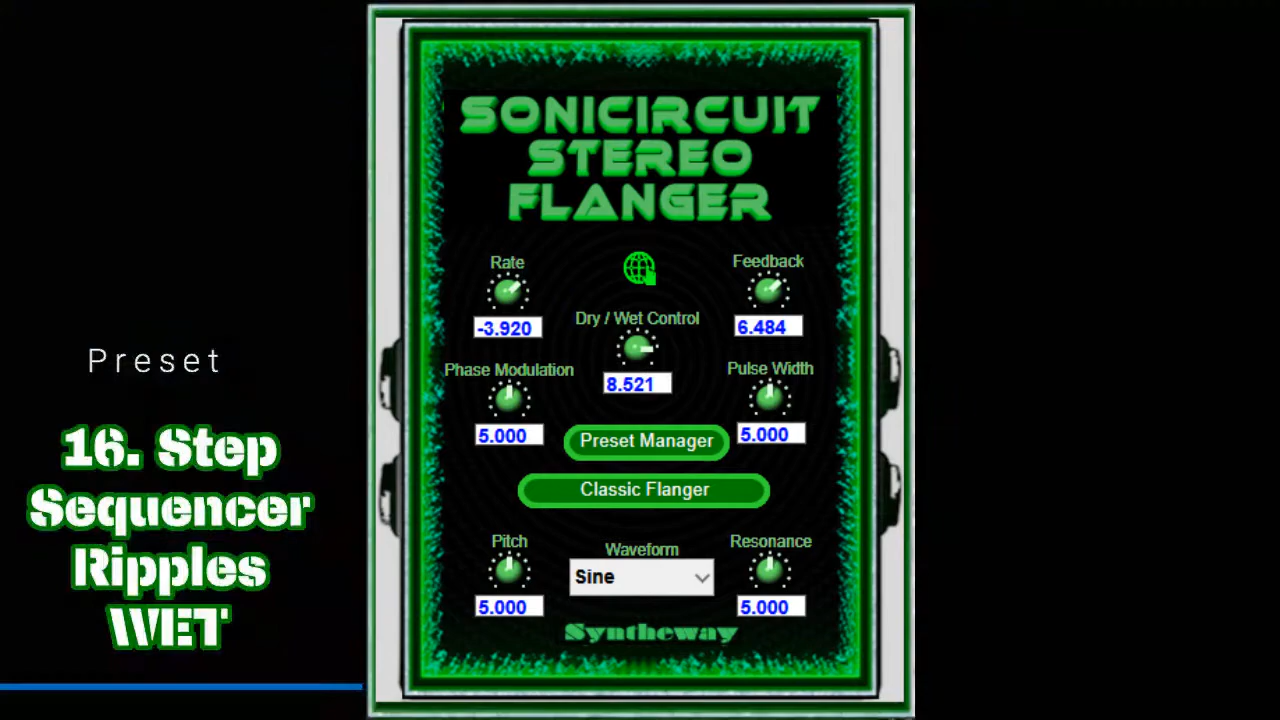 SONICIRCUIT
STEREO
FLANGER
Rate
-3.920
Feedback
6.484
Dry / Wet Control
8.521
Phase Modulation
5.000
Pulse Width
5.000
Preset Manager
Classic Flanger
Pitch
5.000
Waveform
Sine
Resonance
5.000
Syntheway
Preset
16. Step
Sequencer
Ripples
WET